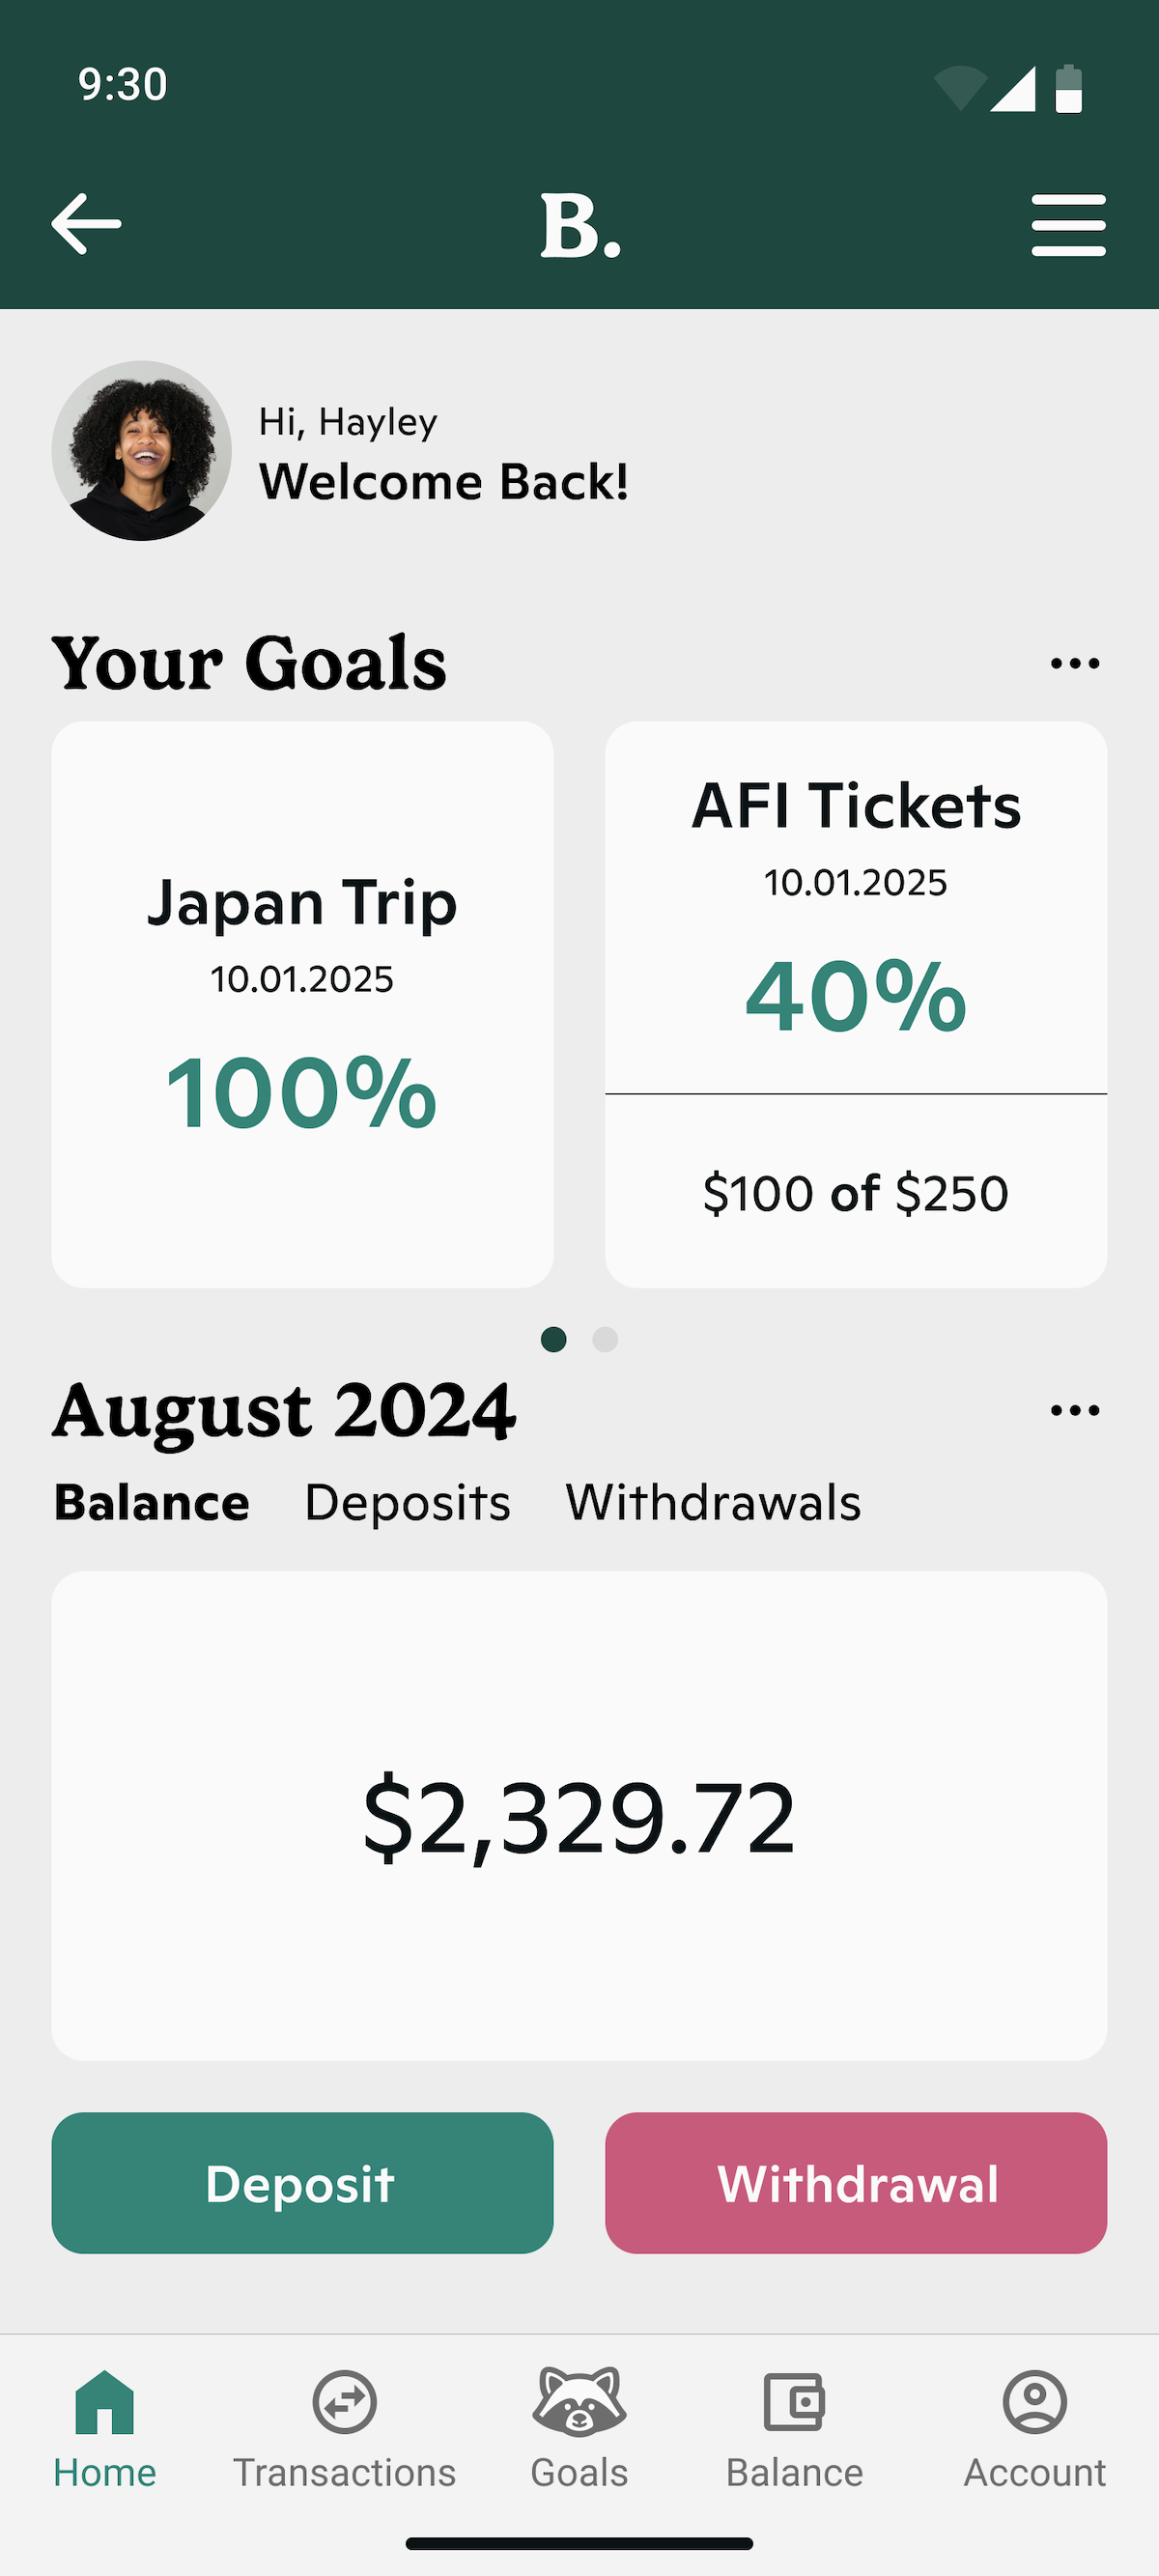 9:30
B.
Hi, Hayley
Welcome Back!
Your Goals
Japan Trip
10.01.2025
100%
AFI Tickets
10.01.2025
40%
$100 of $250
August 2024
Balance Deposits Withdrawals
$2,329.72
Deposit Withdrawal
Home Transactions Goals Balance Account